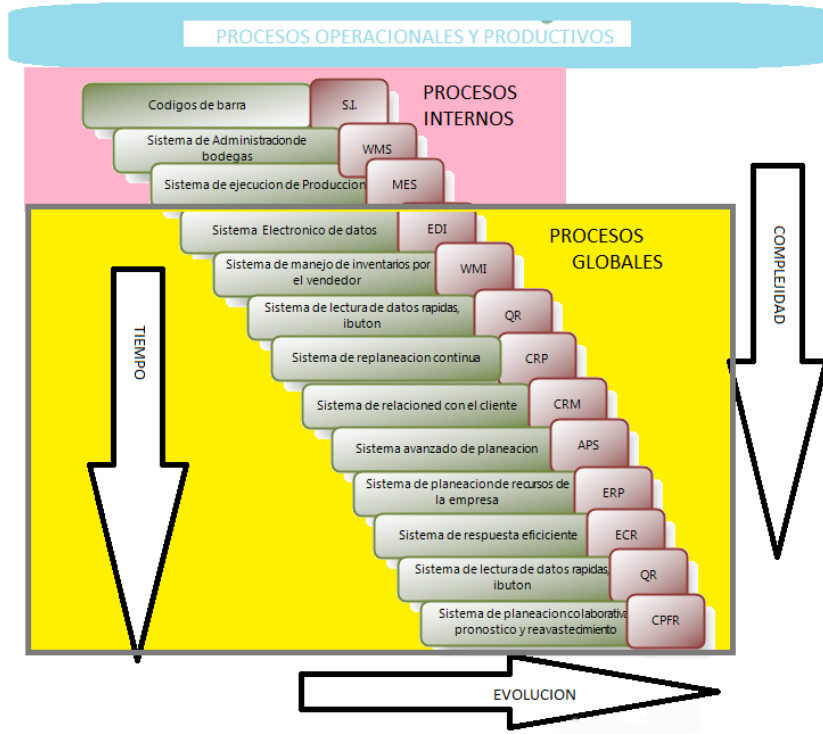 PROCESOS OPERACIONALES Y PRODUCTIVOS
PROCESOS
INTERNOS
Codigos de barra
S.I.
Sistema de Administracion de
bodegas
WMS
Sistema de ejecucion de Produccion
MES
PROCESOS
GLOBALES
Sistema Electronico de datos
EDI
Sistema de manejo de inventarios por
el vendedor
WMI
Sistema de lectura de datos rapidas,
ibuton
QR
Sistema de replaneacion continua
CRP
Sistema de relacioned con el cliente
CRM
Sistema avanzado de planeacion
APS
Sistema de planeacion de recursos de
la empresa
ERP
Sistema de respuesta eficiciente
ECR
Sistema de lectura de datos rapidas,
ibuton
QR
Sistema de planeacion colaborativa,
pronostico y reavastecimiento
CPFR
TIEMPO
COMPLEJIDAD
EVOLUCION